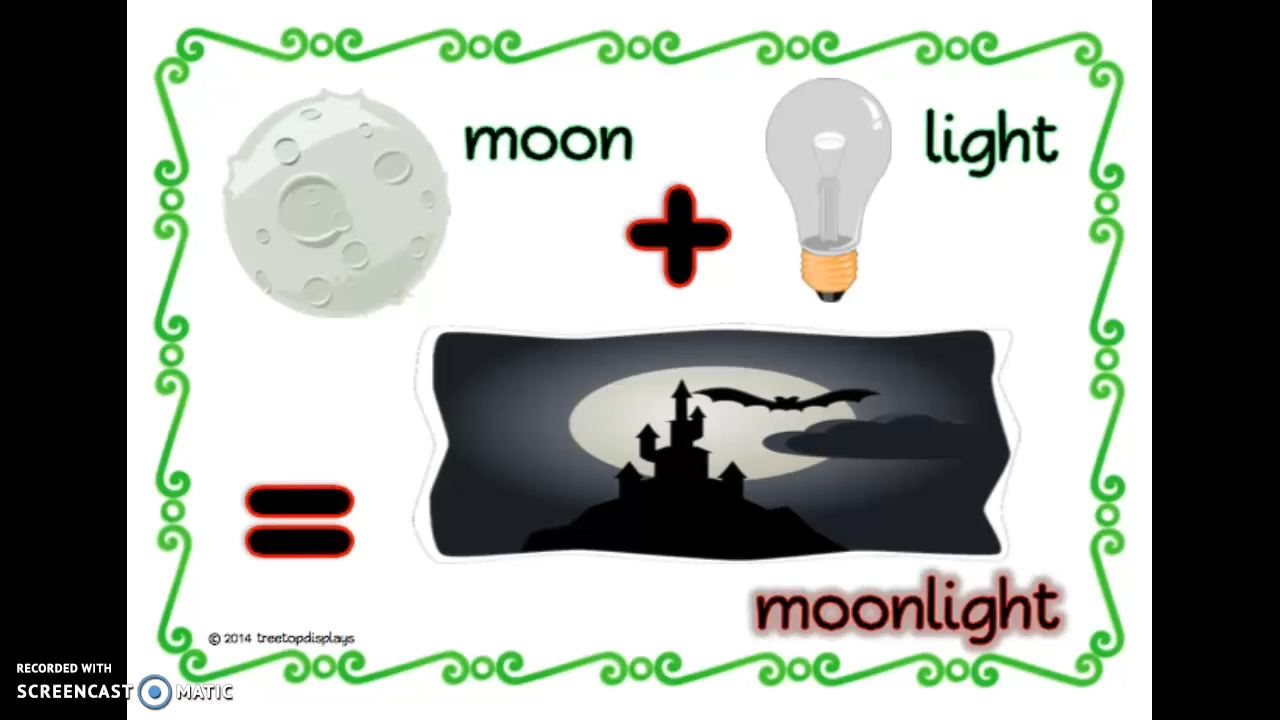 moon
light
moonlight
© 2014 treetopdisplays
RECORDED WITH
SCREENCAST MATIC